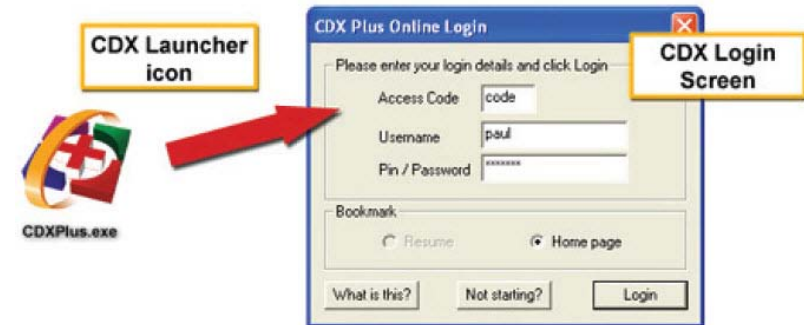 CDX Launcher
icon
CDXPlus.exe
CDX Plus Online Login
CDX Login
Screen
Please enter your login details and click Login
Access Code code
Username paul
Pin / Password xxxxxxx
Bookmark
Resume Home page
What is this? Not starting? Login